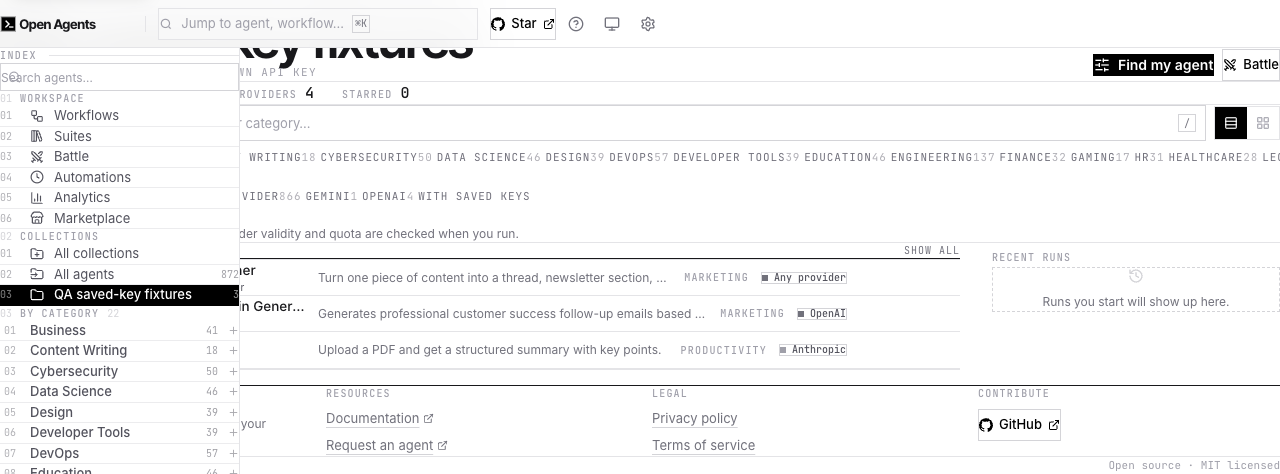 Open Agents
Jump to agent, workflow... ⌘K
Star
INDEX
Search agents...
01 WORKSPACE
01 Workflows
02 Suites
03 Battle
04 Automations
05 Analytics
06 Marketplace
02 COLLECTIONS
01 All collections
02 All agents 872
03 QA saved-key fixtures 3
03 BY CATEGORY 22
01 Business 41 +
02 Content Writing 18 +
03 Cybersecurity 50 +
04 Data Science 46 +
05 Design 39 +
06 Developer Tools 39 +
07 DevOps 57 +
08 Education 46 +
key fixtures
WN API KEY
Find my agent
Battle
ROVIDERS 4 STARRED 0
r category... /
WRITING18 CYBERSECURITY50 DATA SCIENCE46 DESIGN39 DEVOPS57 DEVELOPER TOOLS39 EDUCATION46 ENGINEERING137 FINANCE32 GAMING17 HR31 HEALTHCARE28 LEG
VIDER866 GEMINI1 OPENAI4 WITH SAVED KEYS
der validity and quota are checked when you run.
SHOW ALL
ner
r
Turn one piece of content into a thread, newsletter section, ... MARKETING Any provider
in Gener... Generates professional customer success follow-up emails based ... MARKETING OpenAI
Upload a PDF and get a structured summary with key points. PRODUCTIVITY Anthropic
RECENT RUNS
Runs you start will show up here.
your
RESOURCES
Documentation
Request an agent
LEGAL
Privacy policy
Terms of service
CONTRIBUTE
GitHub
Open source · MIT licensed